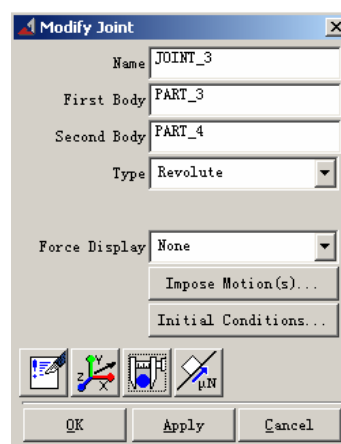 Modify Joint
Name JOINT_3
First Body PART_3
Second Body PART_4
Type Revolute
Force Display None
Impose Motion(s)...
Initial Conditions...
Y Z X μN
OK Apply Cancel